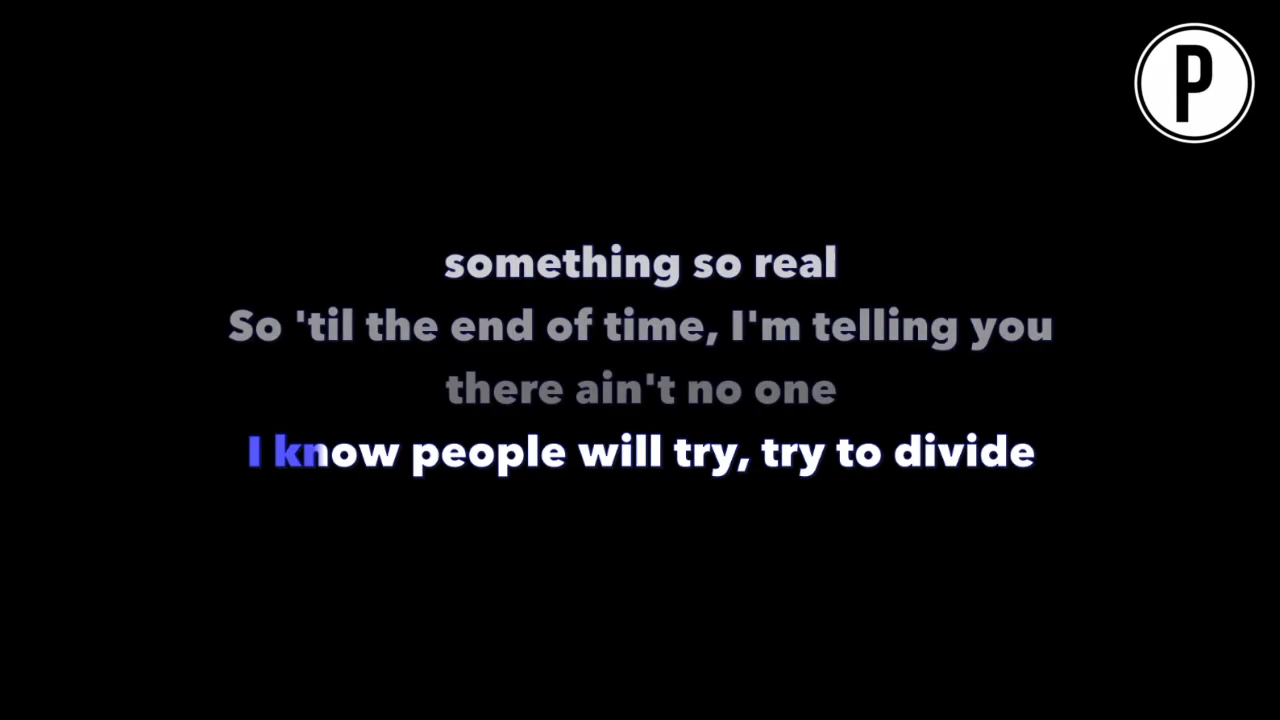 P
something so real
So 'til the end of time, I'm telling you
there ain't no one
I know people will try, try to divide